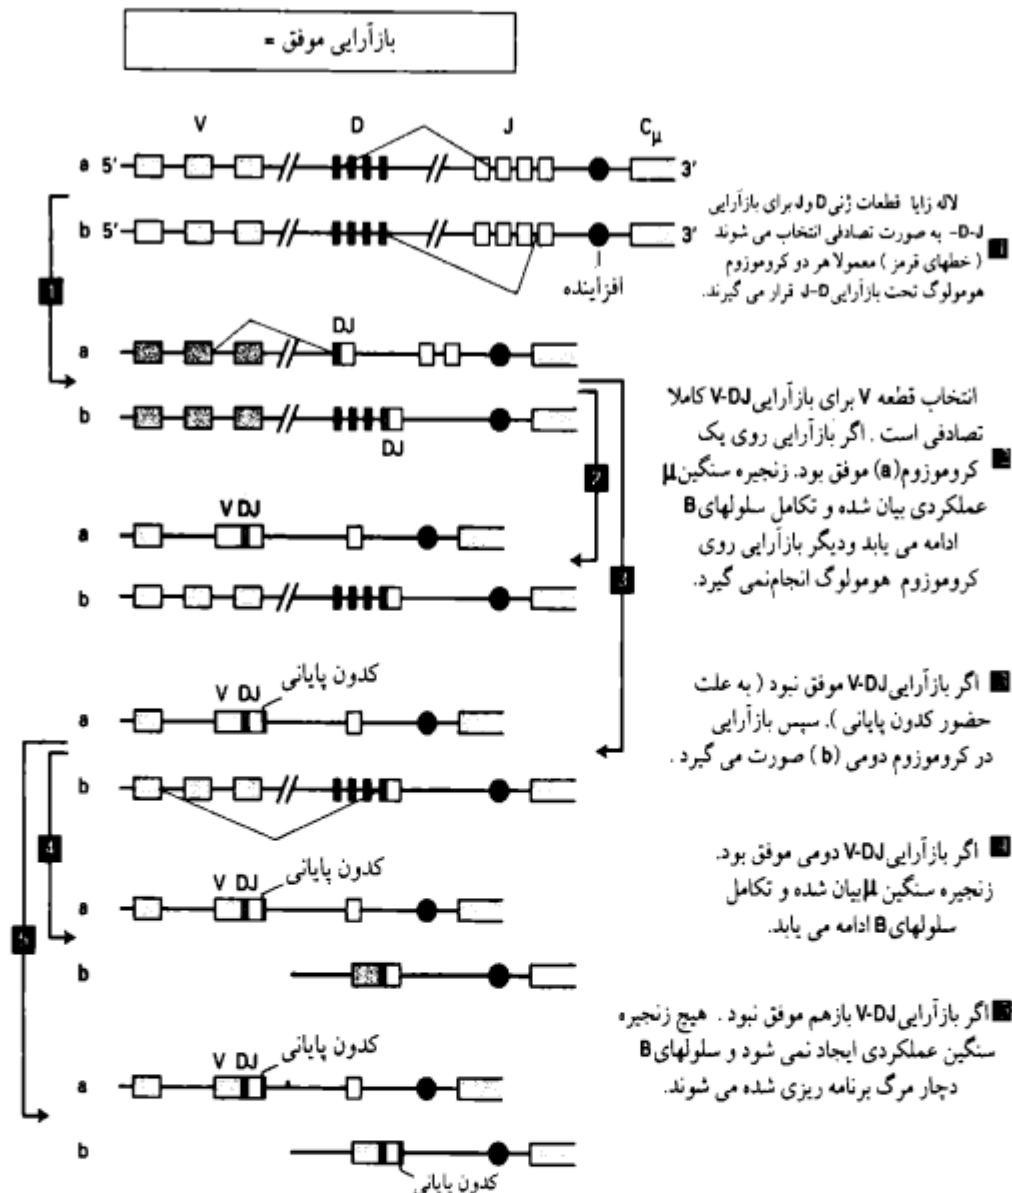 بازآرایی موفق =
V D J Cμ
a 5′ 3′
b 5′ 3′
افزاینده
1
لاله زایا قطعات ژنی D و J برای بازآرایی
D-J- به صورت تصادفی انتخاب می شوند
( خطهای قرمز ) معمولا هر دو کروموزوم
هومولوگ تحت بازآرایی J-D قرار می گیرند.
DJ
a
b
DJ
2
انتخاب قطعه V برای بازآرایی V-DJ کاملا
تصادفی است . اگر بازآرایی روی یک
کروموزوم (a) موفق بود. زنجیره سنگین μ
عملکردی بیان شده و تکامل سلولهای B
ادامه می یابد ودیگر بازآرایی روی
کروموزوم هومولوگ انجام نمی گیرد.
V DJ
a
b
3
اگر بازآرایی V-DJ موفق نبود ( به علت
حضور کدون پایانی ). سپس بازآرایی
در کروموزوم دومی ( b ) صورت می گیرد .
کدون پایانی
V DJ
a
b
4
اگر بازآرایی V-DJ دومی موفق بود.
زنجیره سنگین μ بیان شده و تکامل
سلولهای B ادامه می یابد.
کدون پایانی
V DJ
a
b
5
اگر بازآرایی V-DJ بازهم موفق نبود . هیچ زنجیره
سنگین عملکردی ایجاد نمی شود و سلولهای B
دچار مرگ برنامه ریزی شده می شوند.
کدون پایانی
V DJ
a
b
کدون پایانی